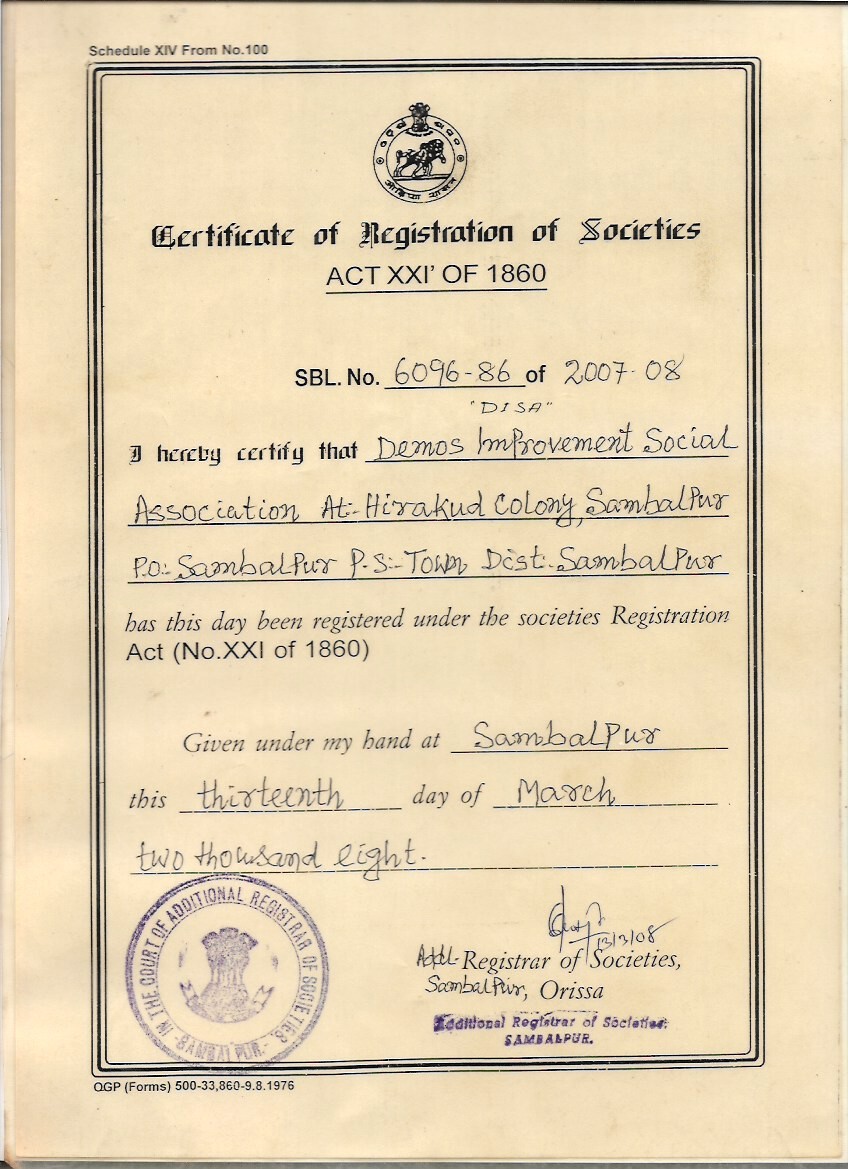 Schedule XIV From No.100
Certificate of Registration of Societies
ACT XXI' OF 1860
SBL. No. 6096-86 of 2007-08
"DISA"
I hereby certify that Demos Improvement Social
Association At:- Hirakud Colony, Sambalpur
P.O:- Sambalpur P.S:- Town Dist:- Sambalpur
has this day been registered under the societies Registration
Act (No.XXI of 1860)
Given under my hand at Sambalpur
this thirteenth day of March
two thousand eight.
13/3/08
Addl- Registrar of Societies,
Sambalpur, Orissa
Additional Registrar of Societies.
SAMBALPUR.
IN THE COURT OF ADDITIONAL REGISTRAR OF SOCIETIES.
-SAMBALPUR.-
OGP (Forms) 500-33,860-9.8.1976